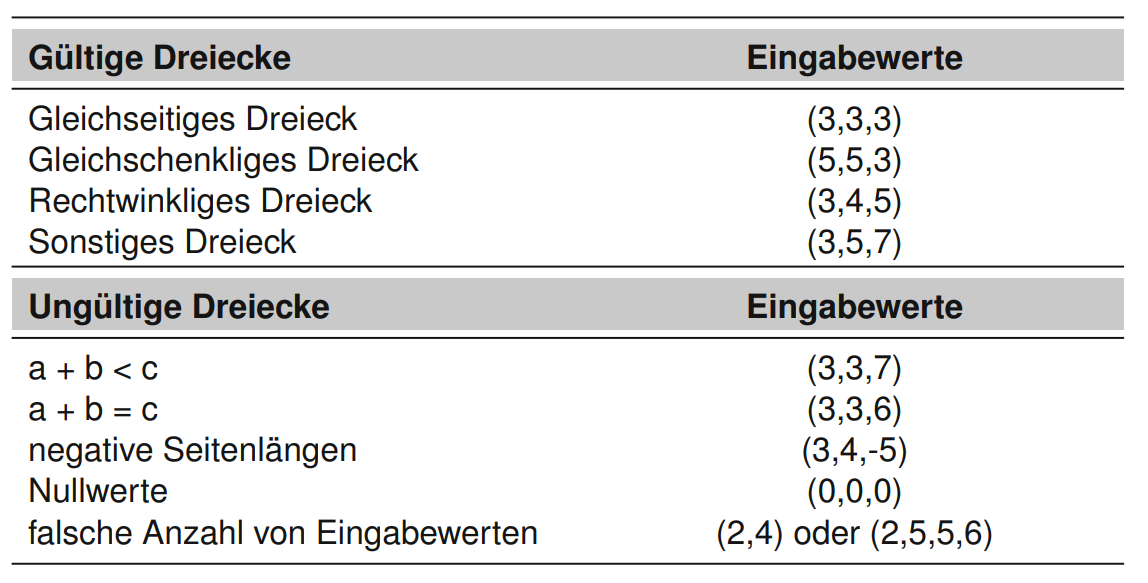 Gültige Dreiecke Eingabewerte
Gleichseitiges Dreieck (3,3,3)
Gleichschenkliges Dreieck (5,5,3)
Rechtwinkliges Dreieck (3,4,5)
Sonstiges Dreieck (3,5,7)
Ungültige Dreiecke Eingabewerte
a + b < c (3,3,7)
a + b = c (3,3,6)
negative Seitenlängen (3,4,-5)
Nullwerte (0,0,0)
falsche Anzahl von Eingabewerten (2,4) oder (2,5,5,6)